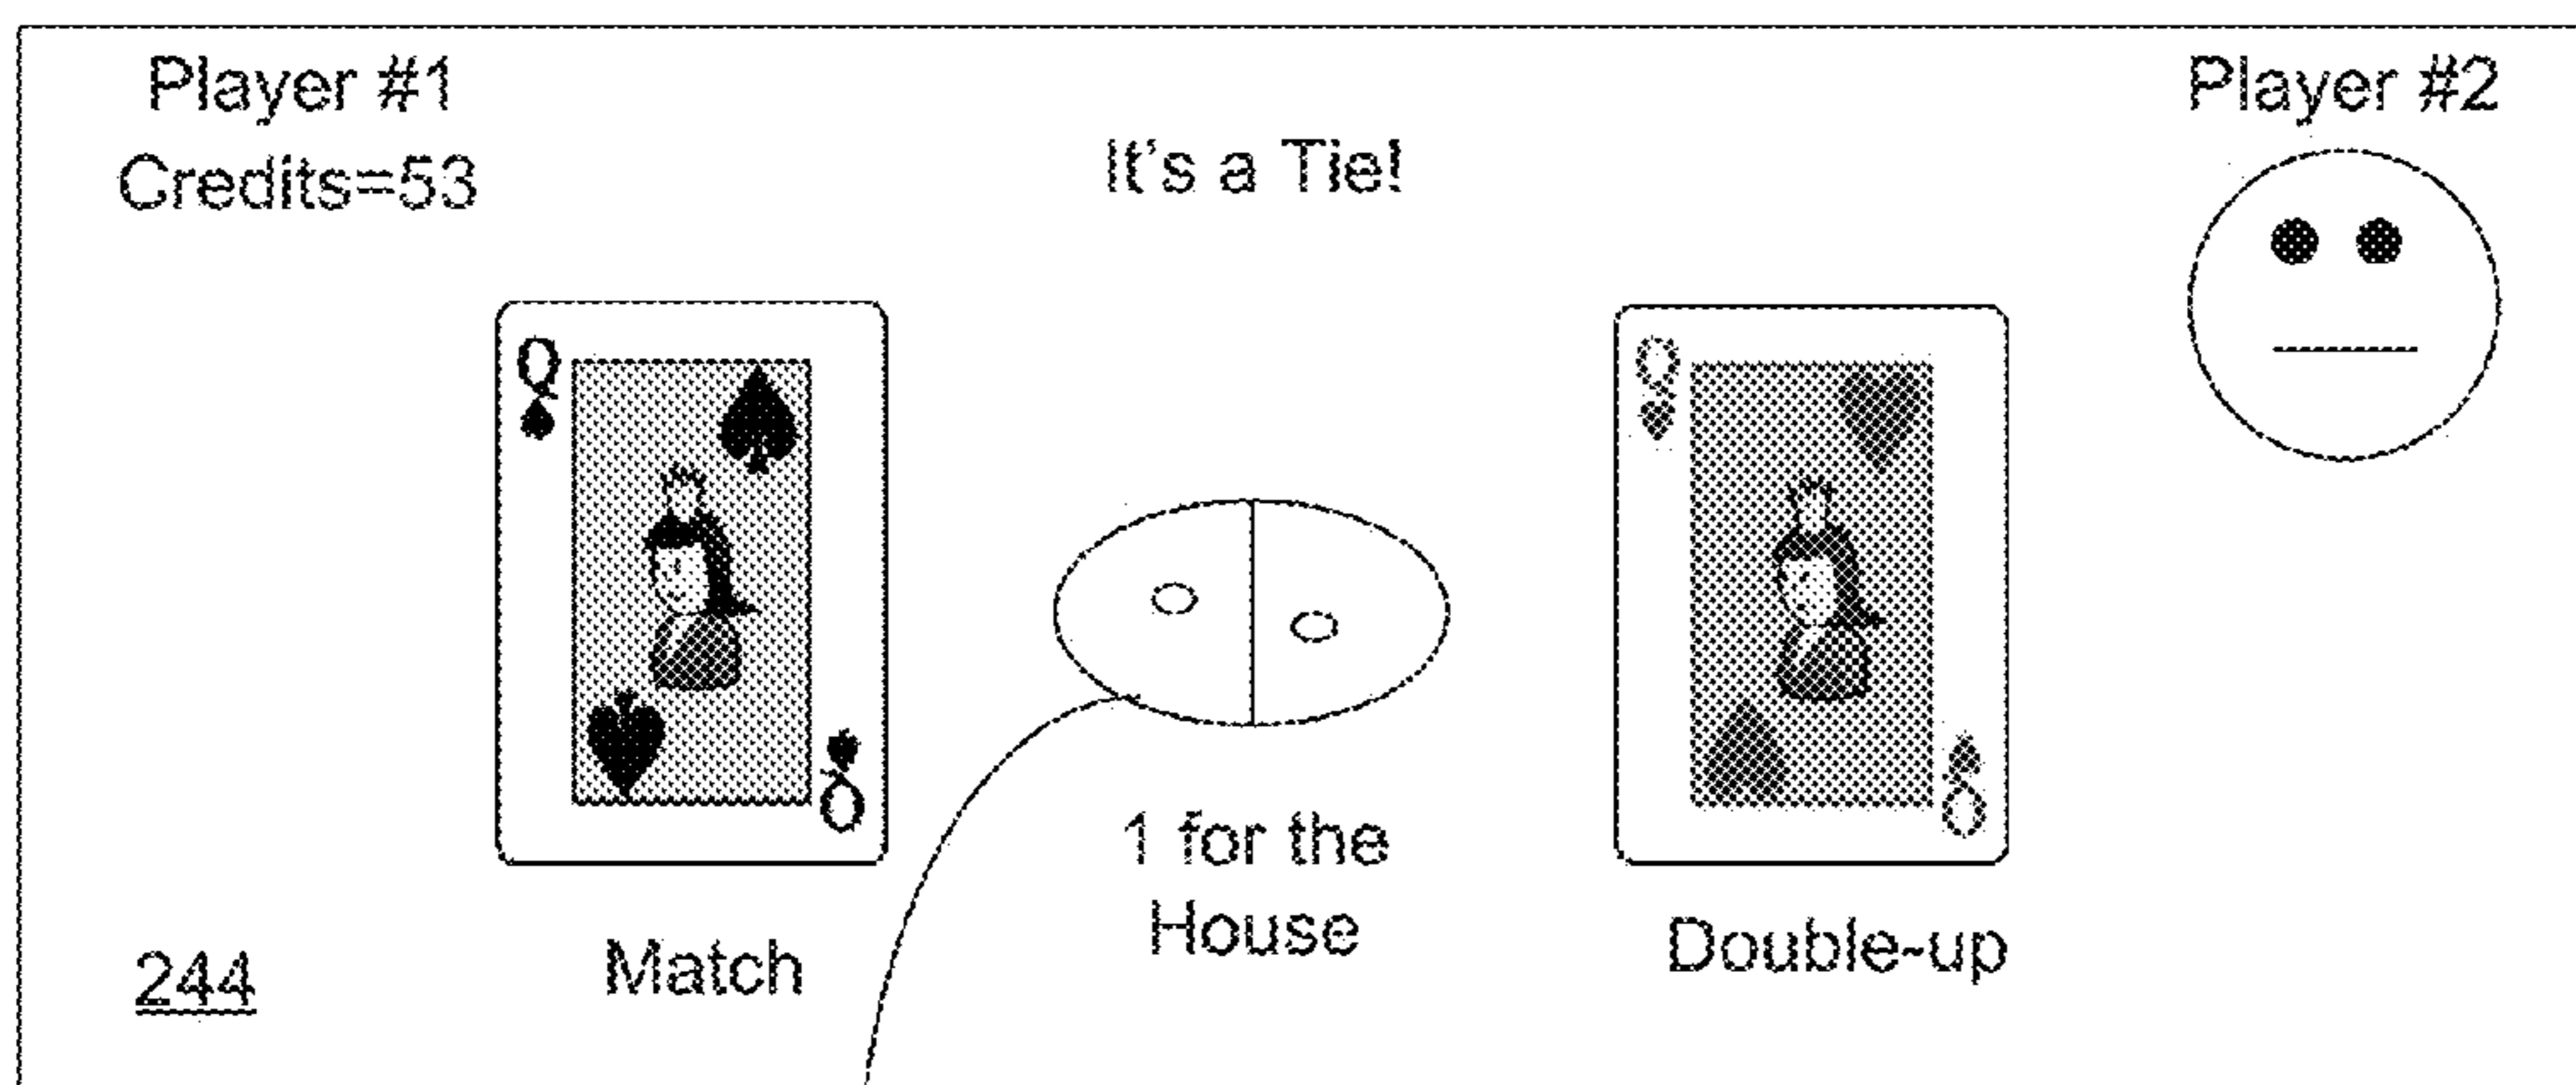 Player #1
Credits=53
It's a Tie!
Player #2
Q
Q
Q
Q
1 for the
House
Match
Double-up
244